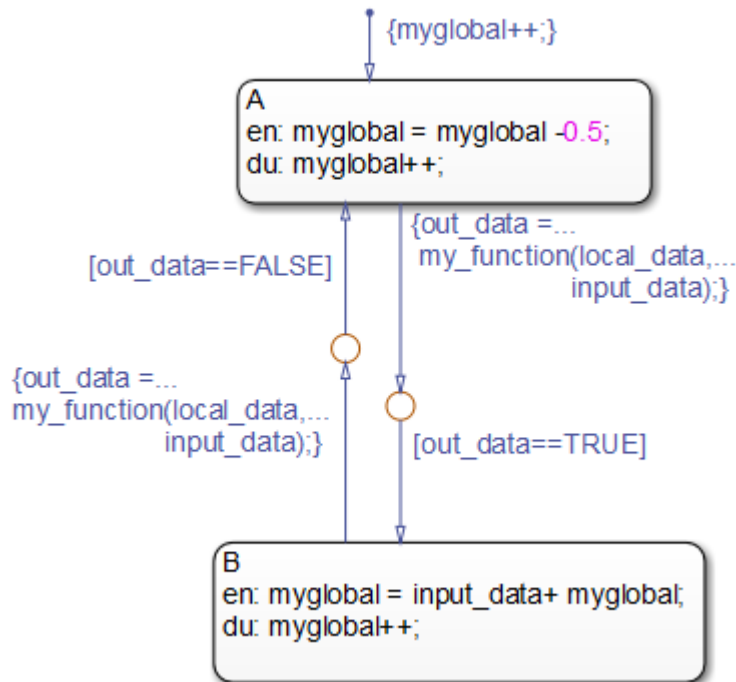 {myglobal++;}
A
en: myglobal = myglobal -0.5;
du: myglobal++;
{out_data =...
my_function(local_data,...
input_data);}
[out_data==FALSE]
{out_data =...
my_function(local_data,...
input_data);}
[out_data==TRUE]
B
en: myglobal = input_data+ myglobal;
du: myglobal++;